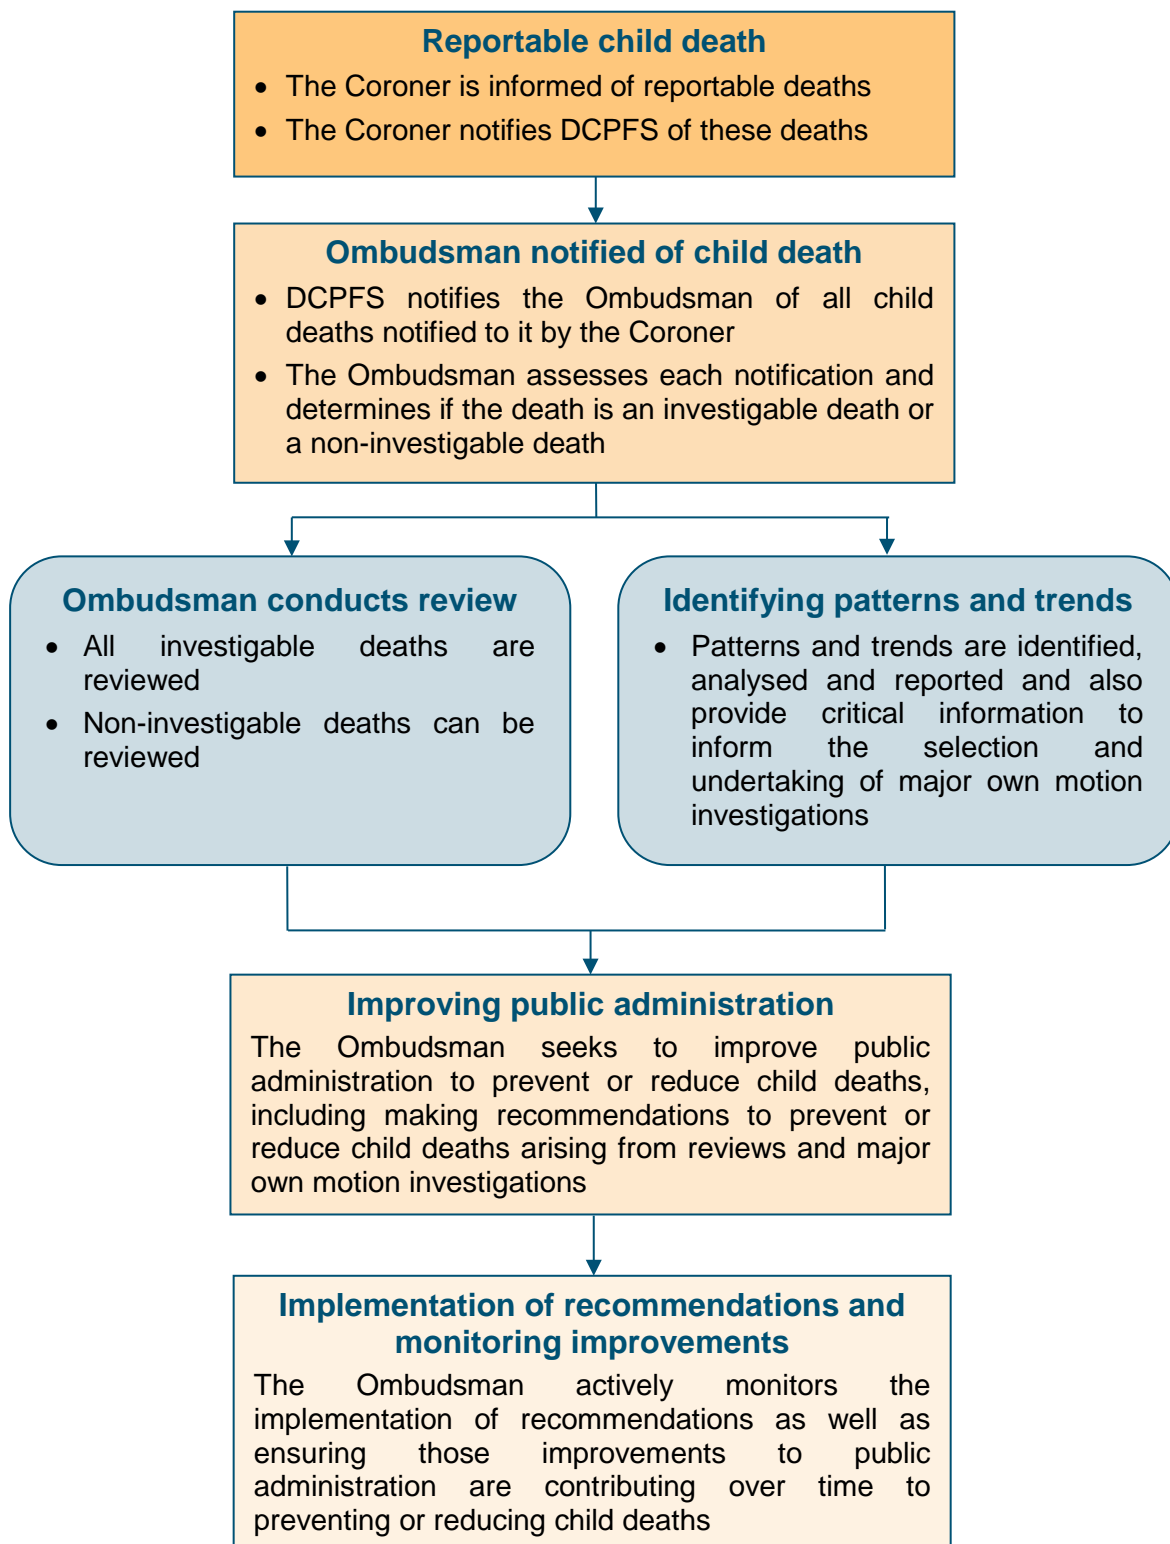 Reportable child death
• The Coroner is informed of reportable deaths
• The Coroner notifies DCPFS of these deaths
Ombudsman notified of child death
• DCPFS notifies the Ombudsman of all child
deaths notified to it by the Coroner
• The Ombudsman assesses each notification and
determines if the death is an investigable death or
a non-investigable death
Ombudsman conducts review
• All investigable deaths are
reviewed
• Non-investigable deaths can be
reviewed
Identifying patterns and trends
• Patterns and trends are identified,
analysed and reported and also
provide critical information to
inform the selection and
undertaking of major own motion
investigations
Improving public administration
The Ombudsman seeks to improve public
administration to prevent or reduce child deaths,
including making recommendations to prevent or
reduce child deaths arising from reviews and major
own motion investigations
Implementation of recommendations and
monitoring improvements
The Ombudsman actively monitors the
implementation of recommendations as well as
ensuring those improvements to public
administration are contributing over time to
preventing or reducing child deaths